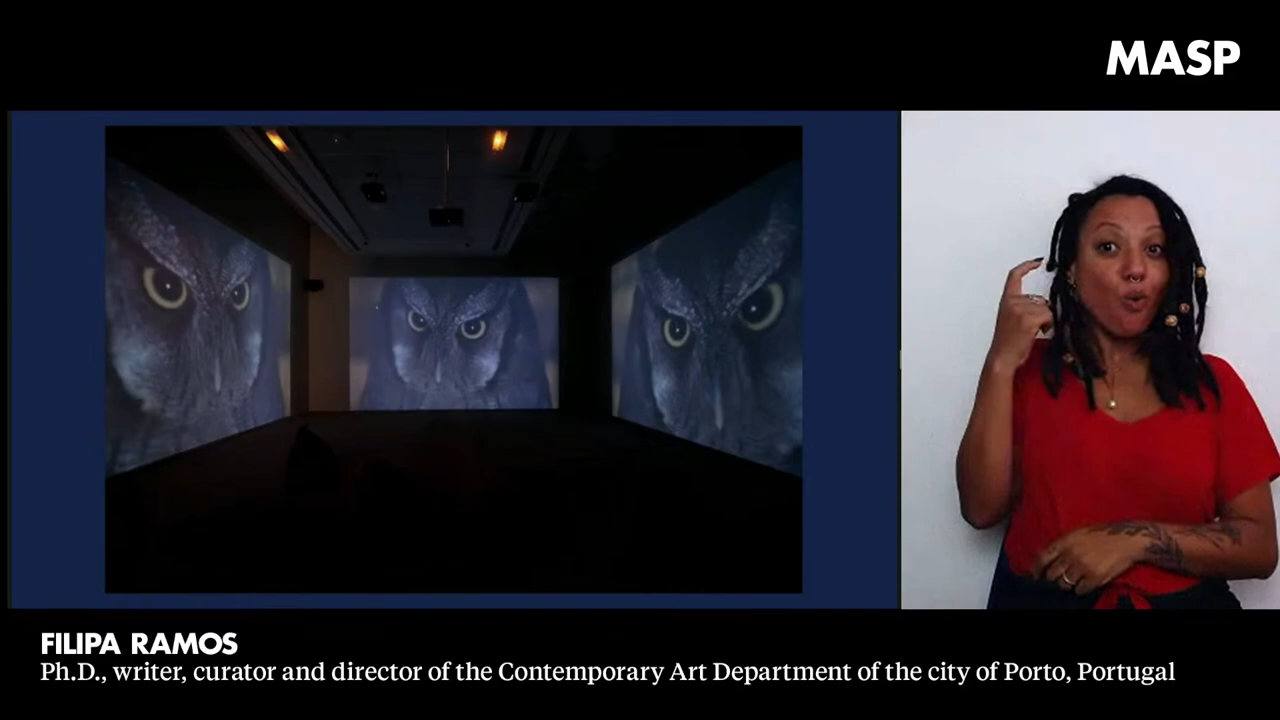 MASP
FILIPA RAMOS
Ph.D., writer, curator and director of the Contemporary Art Department of the city of Porto, Portugal